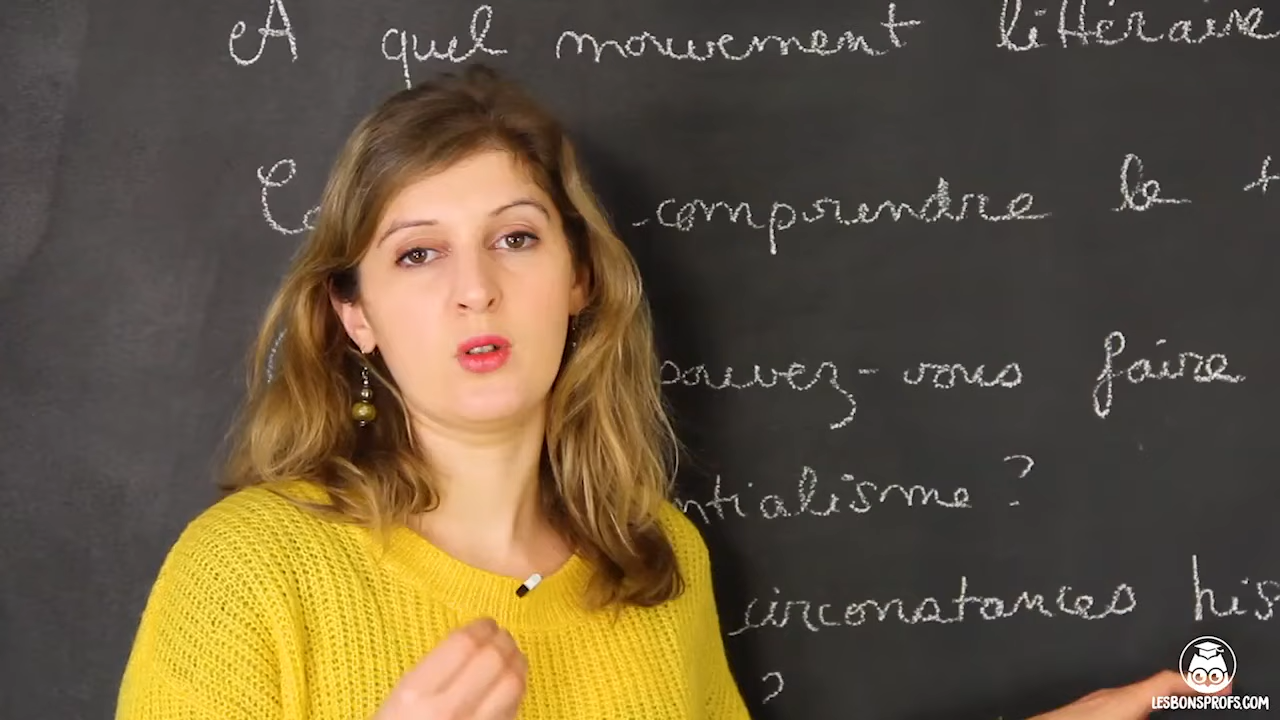 A quel mouvement littéraire
comprendre le
pouvez-vous faire
ntialisme ?
circonstances his
?
LESBONSPROFS.COM